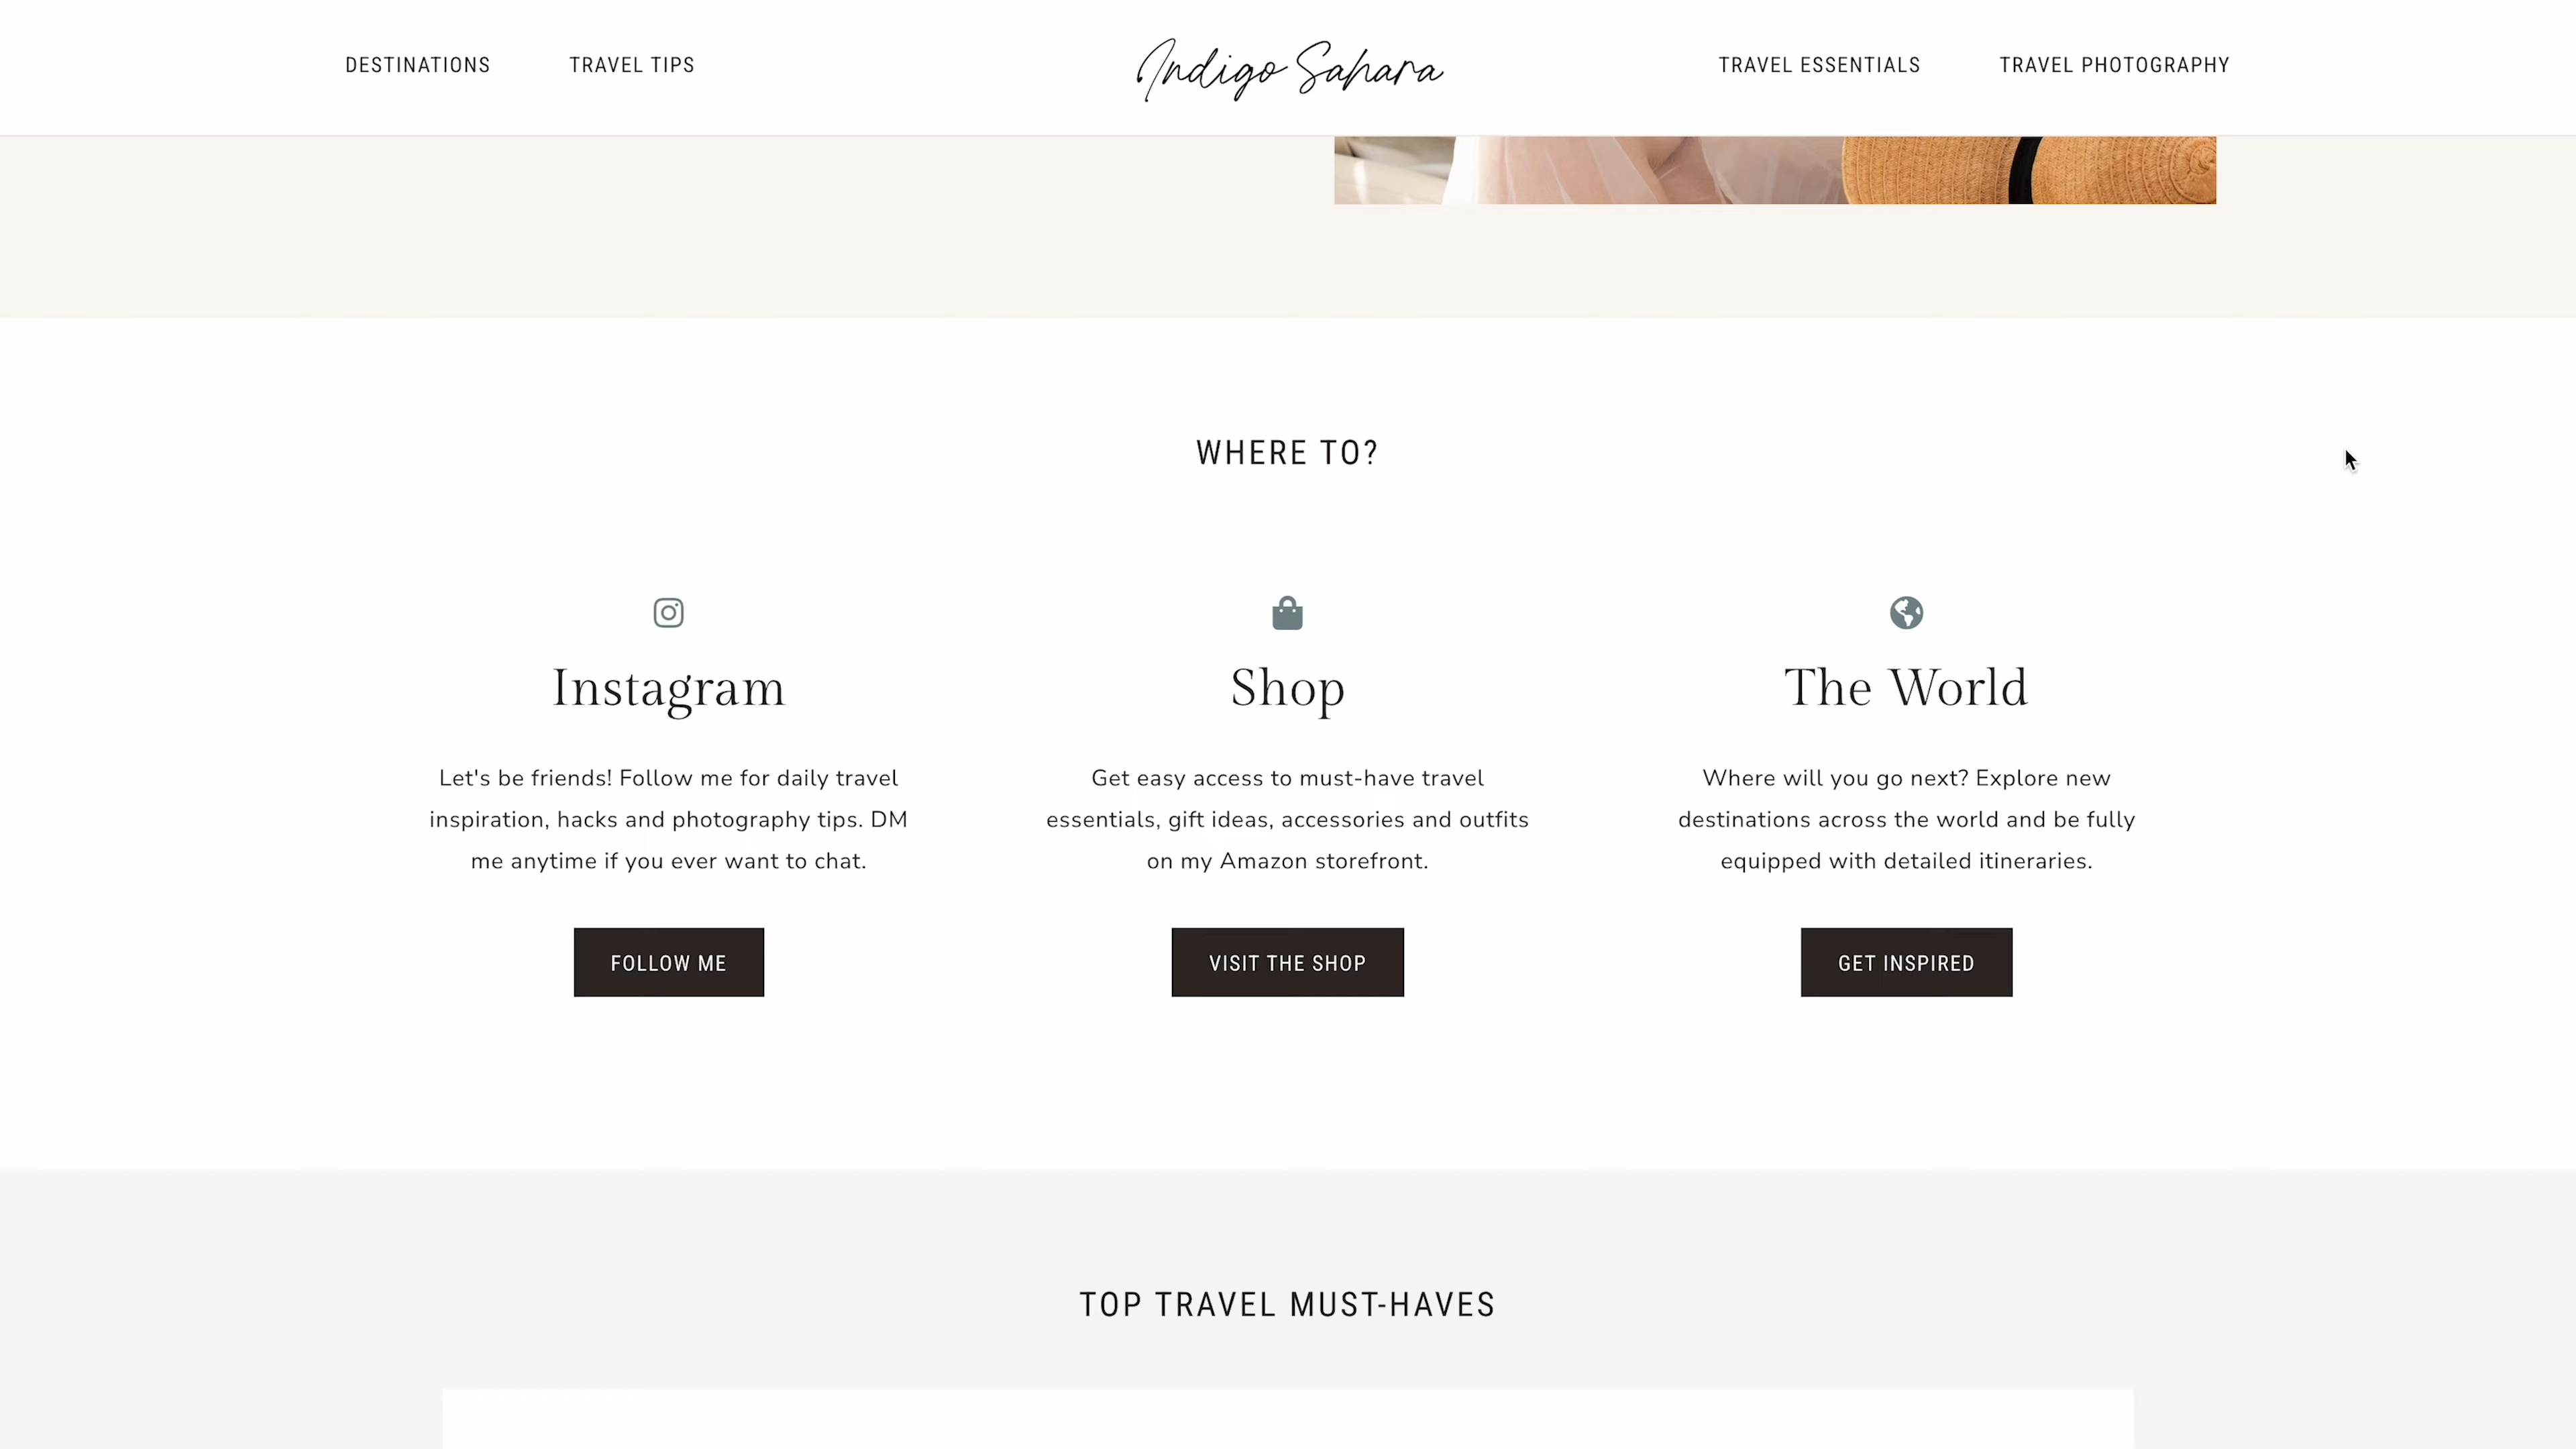 DESTINATIONS
TRAVEL TIPS
Indigo Sahara
TRAVEL ESSENTIALS
TRAVEL PHOTOGRAPHY
WHERE TO?
Instagram
Let's be friends! Follow me for daily travel
inspiration, hacks and photography tips. DM
me anytime if you ever want to chat.
FOLLOW ME
Shop
Get easy access to must-have travel
essentials, gift ideas, accessories and outfits
on my Amazon storefront.
VISIT THE SHOP
The World
Where will you go next? Explore new
destinations across the world and be fully
equipped with detailed itineraries.
GET INSPIRED
TOP TRAVEL MUST-HAVES